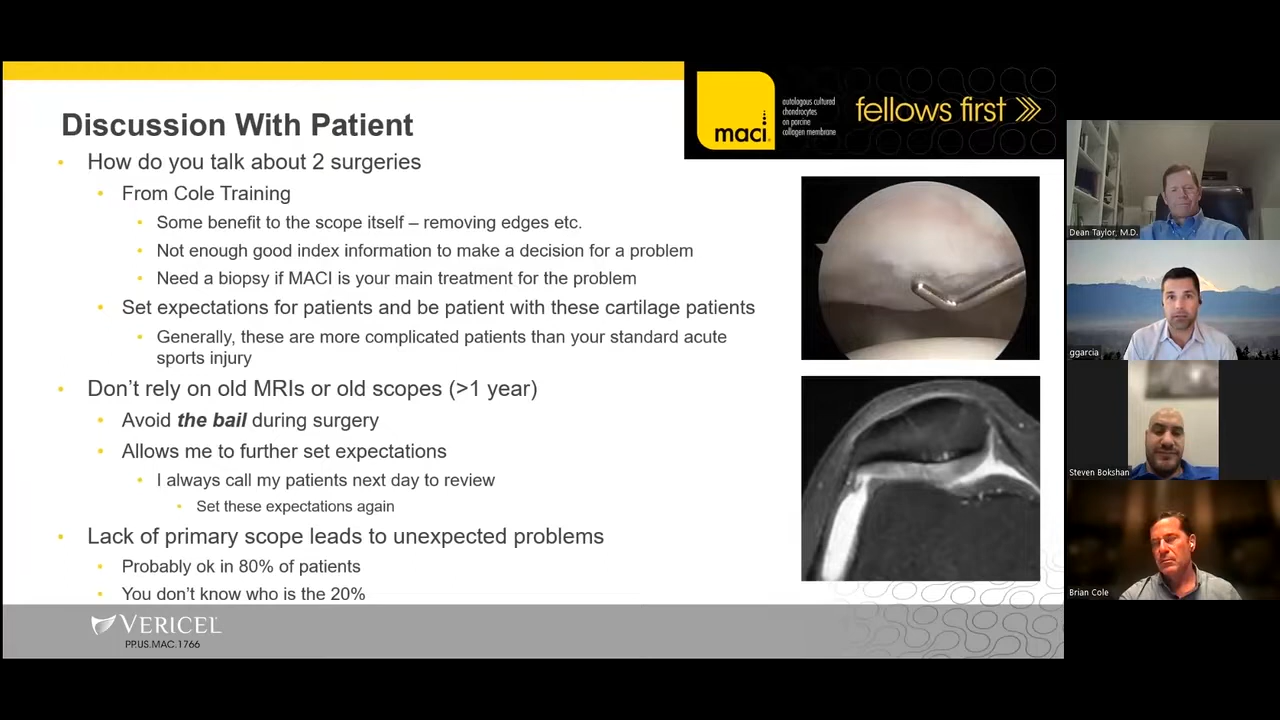 Discussion With Patient
• How do you talk about 2 surgeries
• From Cole Training
• Some benefit to the scope itself – removing edges etc.
• Not enough good index information to make a decision for a problem
• Need a biopsy if MACI is your main treatment for the problem
• Set expectations for patients and be patient with these cartilage patients
• Generally, these are more complicated patients than your standard acute
sports injury
• Don’t rely on old MRIs or old scopes (>1 year)
• Avoid the bail during surgery
• Allows me to further set expectations
• I always call my patients next day to review
• Set these expectations again
• Lack of primary scope leads to unexpected problems
• Probably ok in 80% of patients
• You don’t know who is the 20%
VERICEL
PP.US.MAC.1766
maci
autologous cultured
chondrocytes
on porcine
collagen membrane
fellows first
Dean Taylor, M.D.
ggarcia
Steven Bokshan
Brian Cole